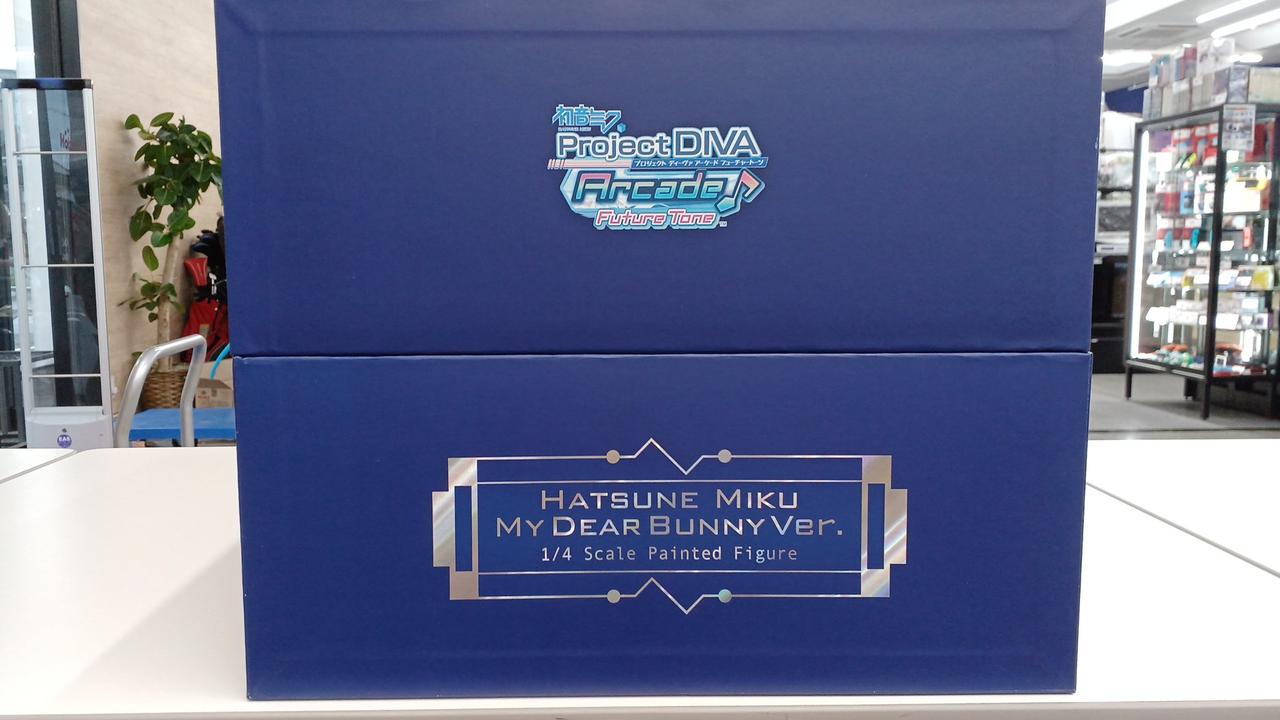 初音ミク
Project DIVA
プロジェクト ディーヴァ アーケード フューチャートーン
Arcade
Future Tone
TM
HATSUNE MIKU
MY DEAR BUNNY Ver.
1/4 Scale Painted Figure
EAS